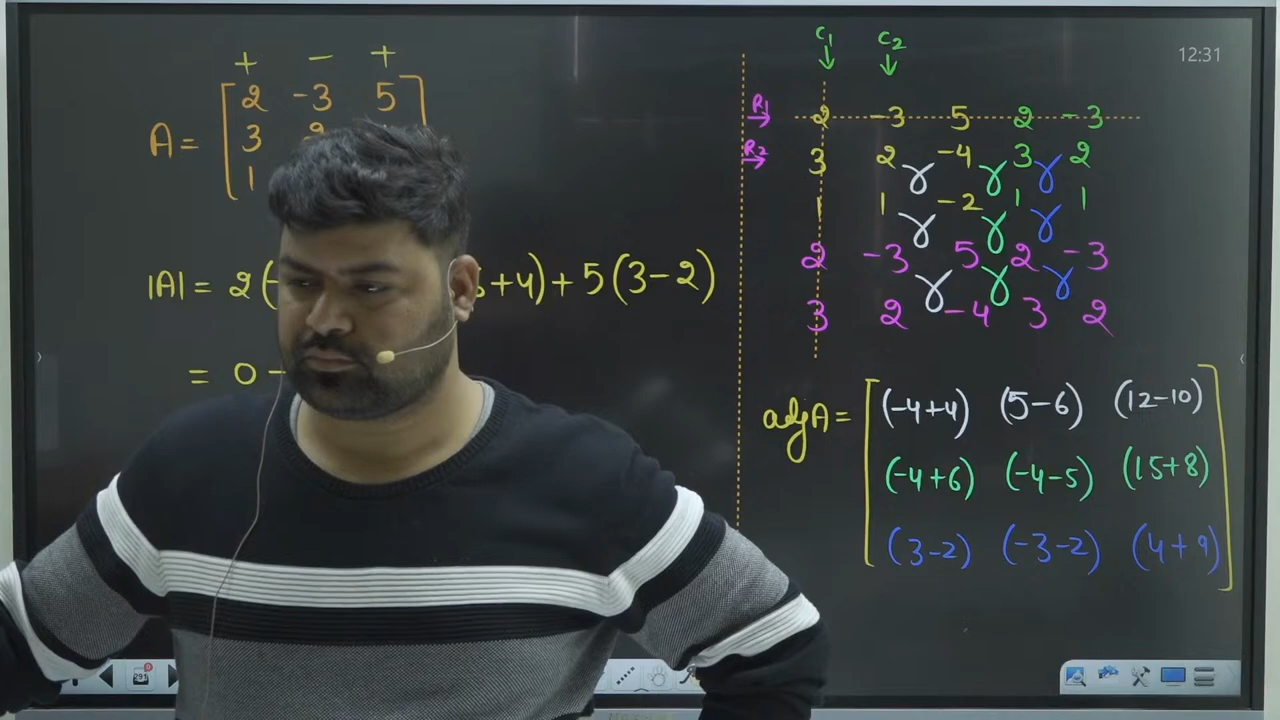 + − +
2 -3 5
A = 3
1
|A| = 2(- +4) + 5(3-2)
= 0 -
12:31
C1 C2
R1 2 -3 5 2 -3
R2 3 2 -4 3 2
1 1 -2 1 1
2 -3 5 2 -3
3 2 -4 3 2
(-4+4) (5-6) (12-10)
adjA = (-4+6) (-4-5) (15+8)
(3-2) (-3-2) (4+9)
291